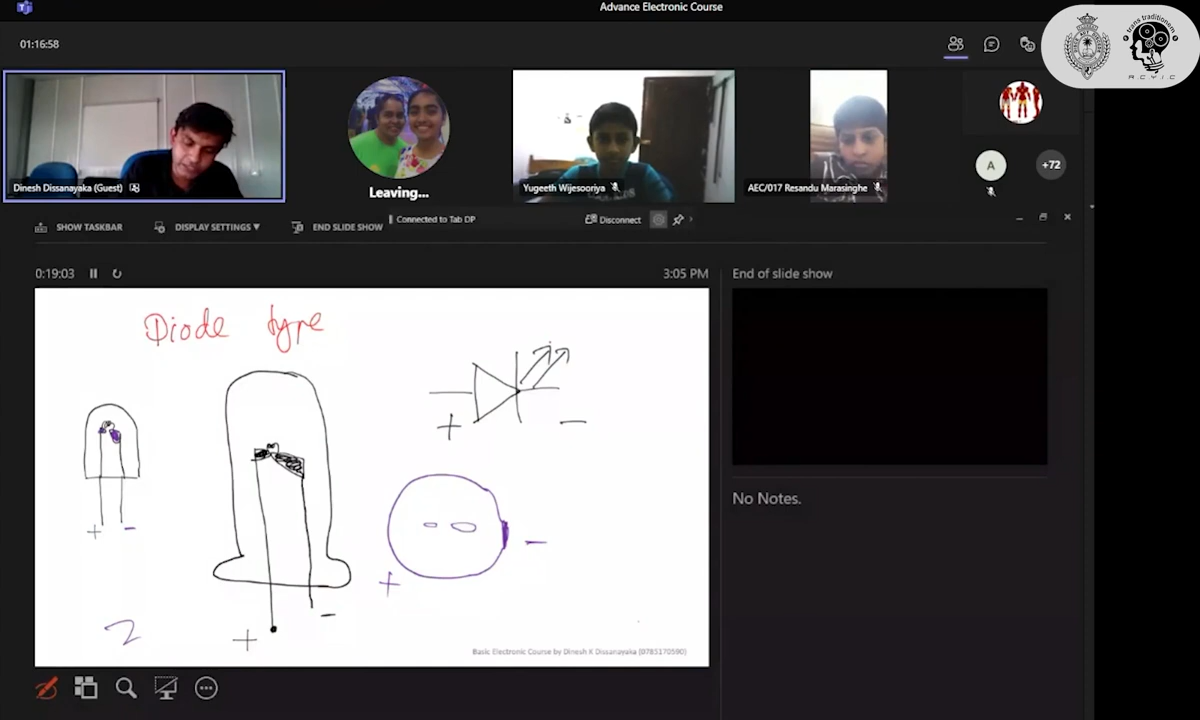 Advance Electronic Course
01:16:58
R.C.Y.I.C
Dinesh Dissanayaka (Guest)
Leaving...
Yugeeth Wijesooriya
AEC/017 Resandu Marasinghe
A
+72
SHOW TASKBAR
DISPLAY SETTINGS
END SLIDE SHOW
Connected to Tab DP
Disconnect
0:19:03
3:05 PM
End of slide show
Diode type
+ -
+ -
+ -
+ -
No Notes.
Basic Electronic Course by Dinesh K Dissanayaka (0785170590)